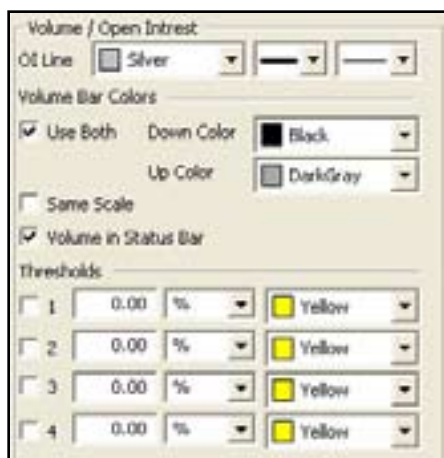 Volume / Open Intrest
OI Line Silver
Volume Bar Colors
Use Both Down Color Black
Up Color DarkGray
Same Scale
Volume in Status Bar
Thresholds
1 0.00 % Yellow
2 0.00 % Yellow
3 0.00 % Yellow
4 0.00 % Yellow